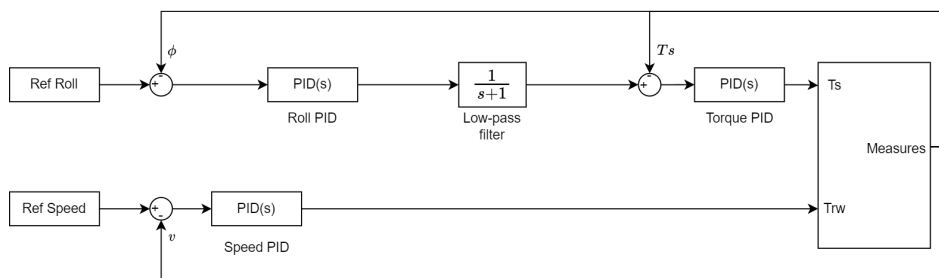 ϕ
Ts
Ref Roll
+
-
PID(s)
Roll PID
1
s+1
Low-pass
filter
+
-
PID(s)
Torque PID
Ts
Measures
Ref Speed
+
-
v
PID(s)
Speed PID
Trw